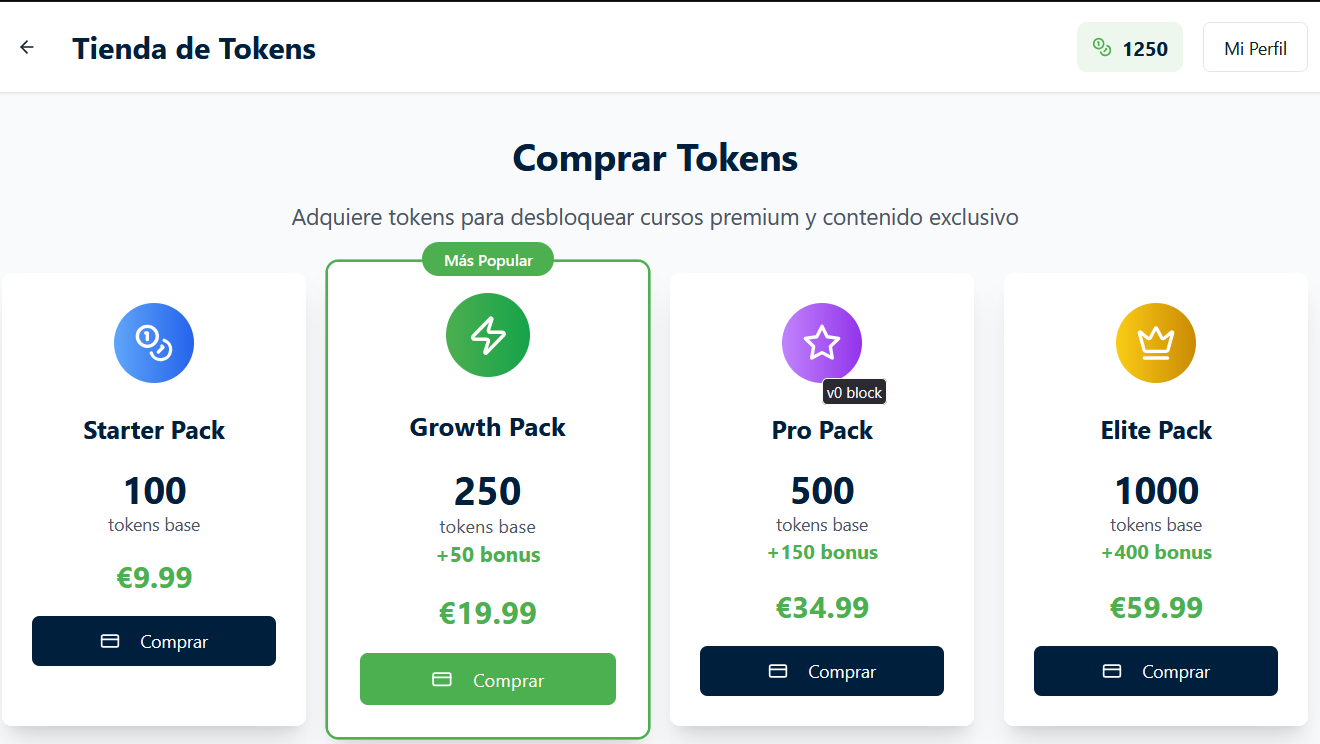 Tienda de Tokens
1250
Mi Perfil
Comprar Tokens
Adquiere tokens para desbloquear cursos premium y contenido exclusivo
Starter Pack
100
tokens base
€9.99
Comprar
Más Popular
Growth Pack
250
tokens base
+50 bonus
€19.99
Comprar
v0 block
Pro Pack
500
tokens base
+150 bonus
€34.99
Comprar
Elite Pack
1000
tokens base
+400 bonus
€59.99
Comprar